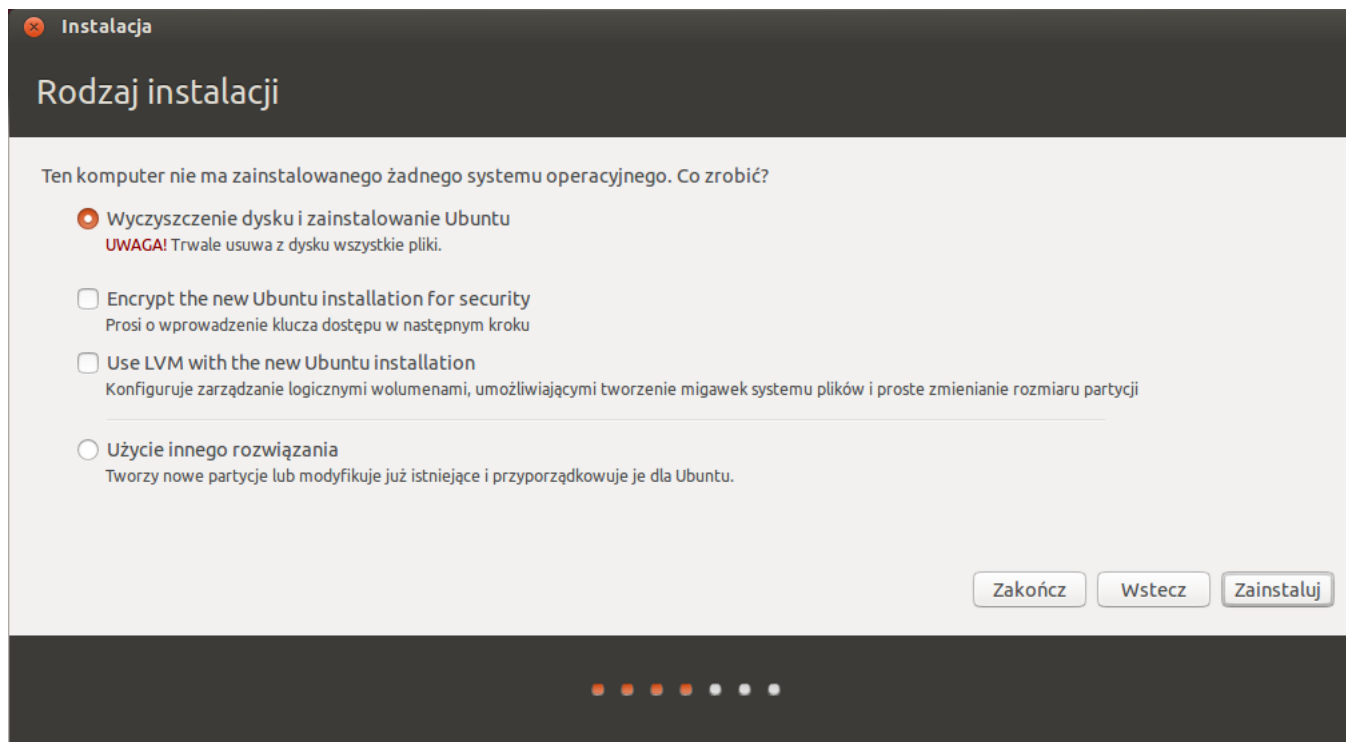 Instalacja
Rodzaj instalacji
Ten komputer nie ma zainstalowanego żadnego systemu operacyjnego. Co zrobić?
Wyczyszczenie dysku i zainstalowanie Ubuntu
UWAGA! Trwale usuwa z dysku wszystkie pliki.
Encrypt the new Ubuntu installation for security
Prosi o wprowadzenie klucza dostępu w następnym kroku
Use LVM with the new Ubuntu installation
Konfiguruje zarządzanie logicznymi wolumenami, umożliwiającymi tworzenie migawek systemu plików i proste zmienianie rozmiaru partycji
Użycie innego rozwiązania
Tworzy nowe partycje lub modyfikuje już istniejące i przyporządkowuje je dla Ubuntu.
Zakończ Wstecz Zainstaluj